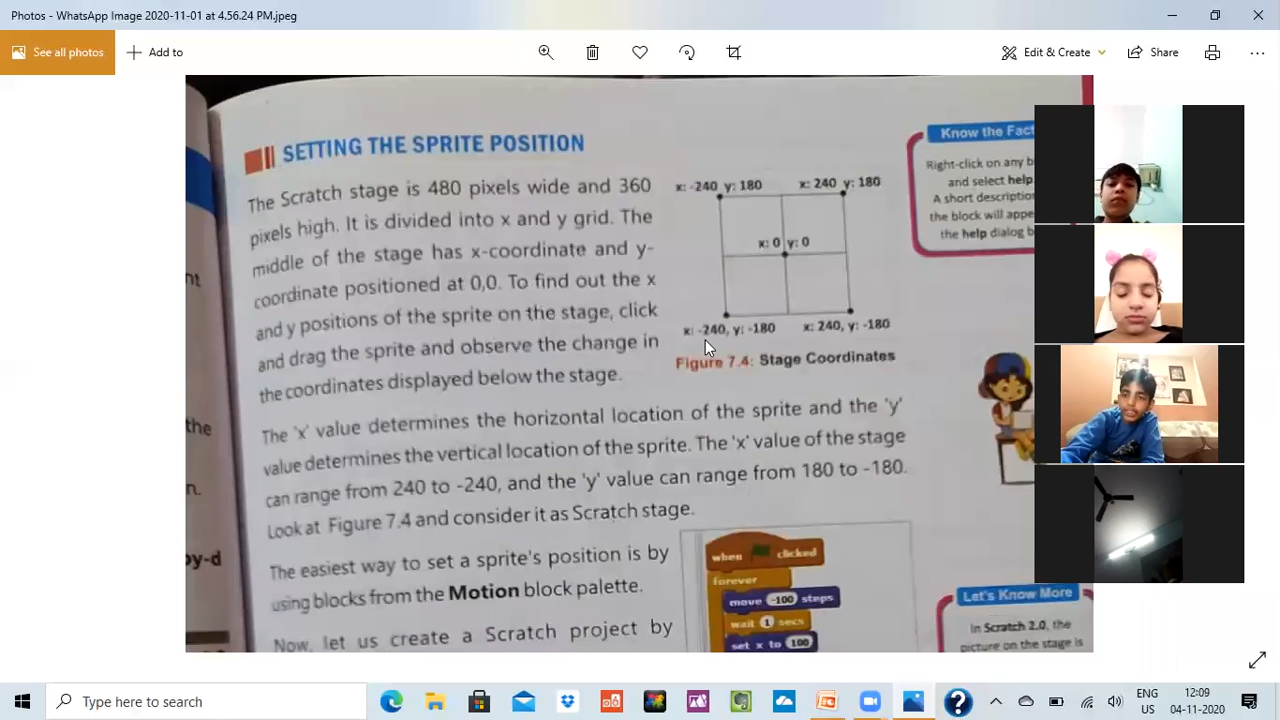 Photos - WhatsApp Image 2020-11-01 at 4.56.24 PM.jpeg
See all photos
Add to
Edit & Create
Share
SETTING THE SPRITE POSITION
The Scratch stage is 480 pixels wide and 360
pixels high. It is divided into x and y grid. The
middle of the stage has x-coordinate and y-
coordinate positioned at 0,0. To find out the x
and y positions of the sprite on the stage, click
and drag the sprite and observe the change in
the coordinates displayed below the stage.
x: -240 y: 180 x: 240 y: 180
x: 0 y: 0
x: -240, y: -180 x: 240, y: -180
Figure 7.4: Stage Coordinates
Know the Fact
Right-click on any b
and select help
A short description
the block will appe
the help dialog b
The 'x' value determines the horizontal location of the sprite and the 'y'
value determines the vertical location of the sprite. The 'x' value of the stage
can range from 240 to -240, and the 'y' value can range from 180 to -180.
Look at Figure 7.4 and consider it as Scratch stage.
The easiest way to set a sprite's position is by
using blocks from the Motion block palette.
Now, let us create a Scratch project by
when clicked
forever
move -100 steps
wait 1 secs
set x to 100
Let's Know More
In Scratch 2.0, the
picture on the stage is
nt
the
n.
by-d
Type here to search
ENG
US
12:09
04-11-2020